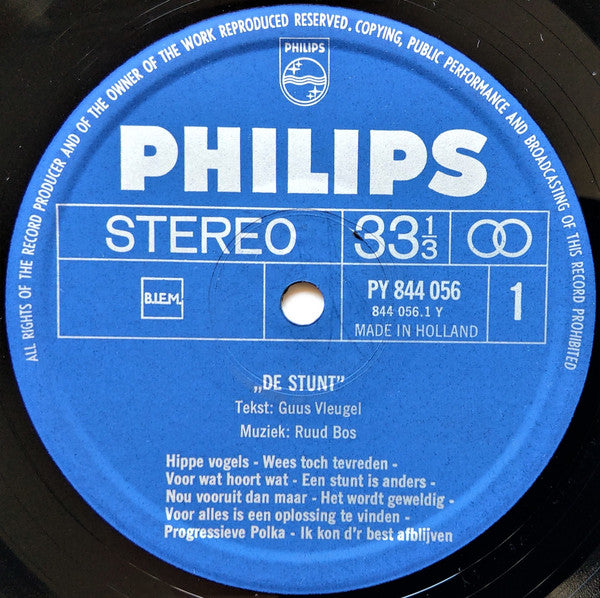 ALL RIGHTS OF THE RECORD PRODUCER AND OF THE OWNER OF THE WORK REPRODUCED RESERVED. COPYING, PUBLIC PERFORMANCE AND BROADCASTING OF THIS RECORD PROHIBITED
PHILIPS
PHILIPS
STEREO 33 1/3
B.I.E.M. PY 844 056 1
844 056.1 Y
MADE IN HOLLAND
„DE STUNT”
Tekst: Guus Vleugel
Muziek: Ruud Bos
Hippe vogels - Wees toch tevreden -
Voor wat hoort wat - Een stunt is anders -
Nou vooruit dan maar - Het wordt geweldig -
Voor alles is een oplossing te vinden -
Progressieve Polka - Ik kon d'r best afblijven